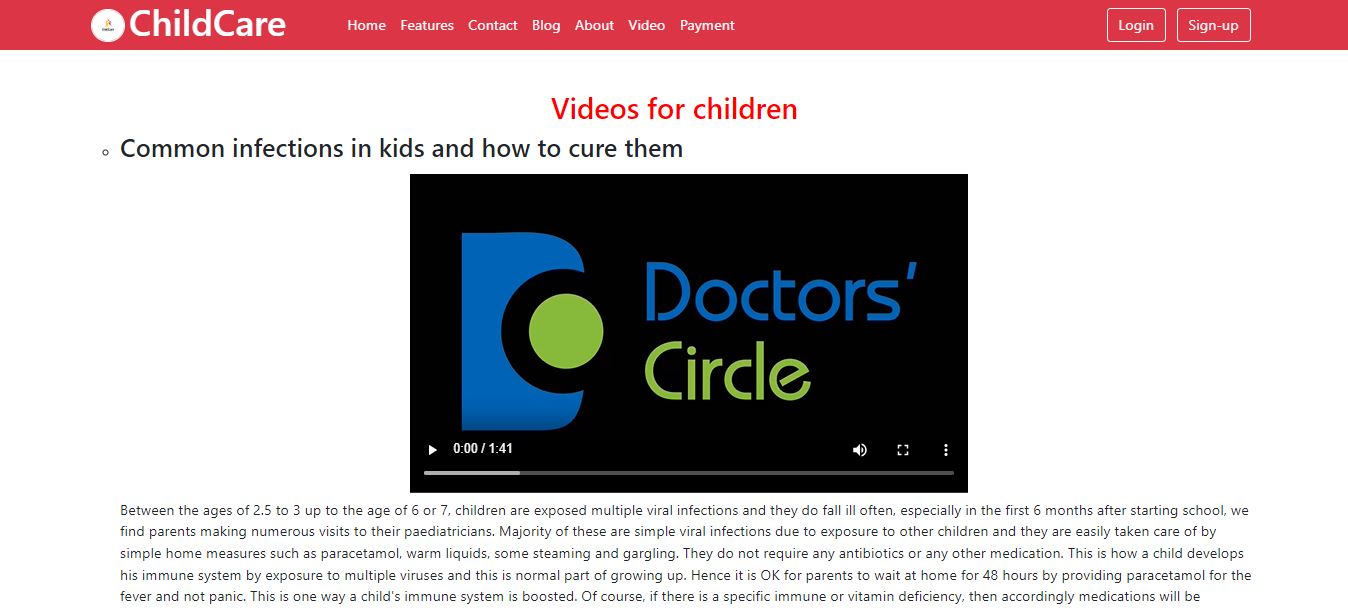 ChildCare
Home Features Contact Blog About Video Payment
Login Sign-up
Videos for children
Common infections in kids and how to cure them
Doctors'
Circle
0:00 / 1:41
Between the ages of 2.5 to 3 up to the age of 6 or 7, children are exposed multiple viral infections and they do fall ill often, especially in the first 6 months after starting school, we
find parents making numerous visits to their paediatricians. Majority of these are simple viral infections due to exposure to other children and they are easily taken care of by
simple home measures such as paracetamol, warm liquids, some steaming and gargling. They do not require any antibiotics or any other medication. This is how a child develops
his immune system by exposure to multiple viruses and this is normal part of growing up. Hence it is OK for parents to wait at home for 48 hours by providing paracetamol for the
fever and not panic. This is one way a child's immune system is boosted. Of course, if there is a specific immune or vitamin deficiency, then accordingly medications will be